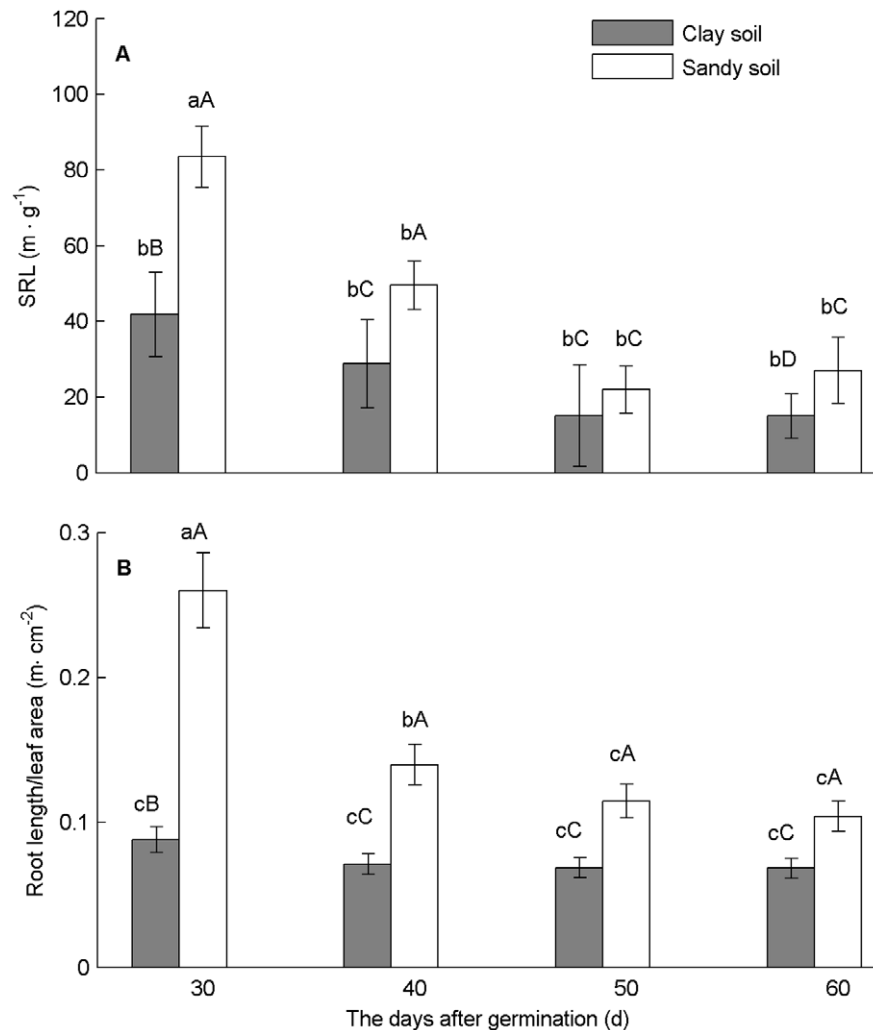 A
Clay soil
Sandy soil
SRL (m · g-1)
120
100
80
60
40
20
0
bB
aA
bC
bA
bC
bC
bD
bC
B
Root length/leaf area (m· cm-2)
0.3
0.2
0.1
0
cB
aA
cC
bA
cC
cA
cC
cA
30 40 50 60
The days after germination (d)